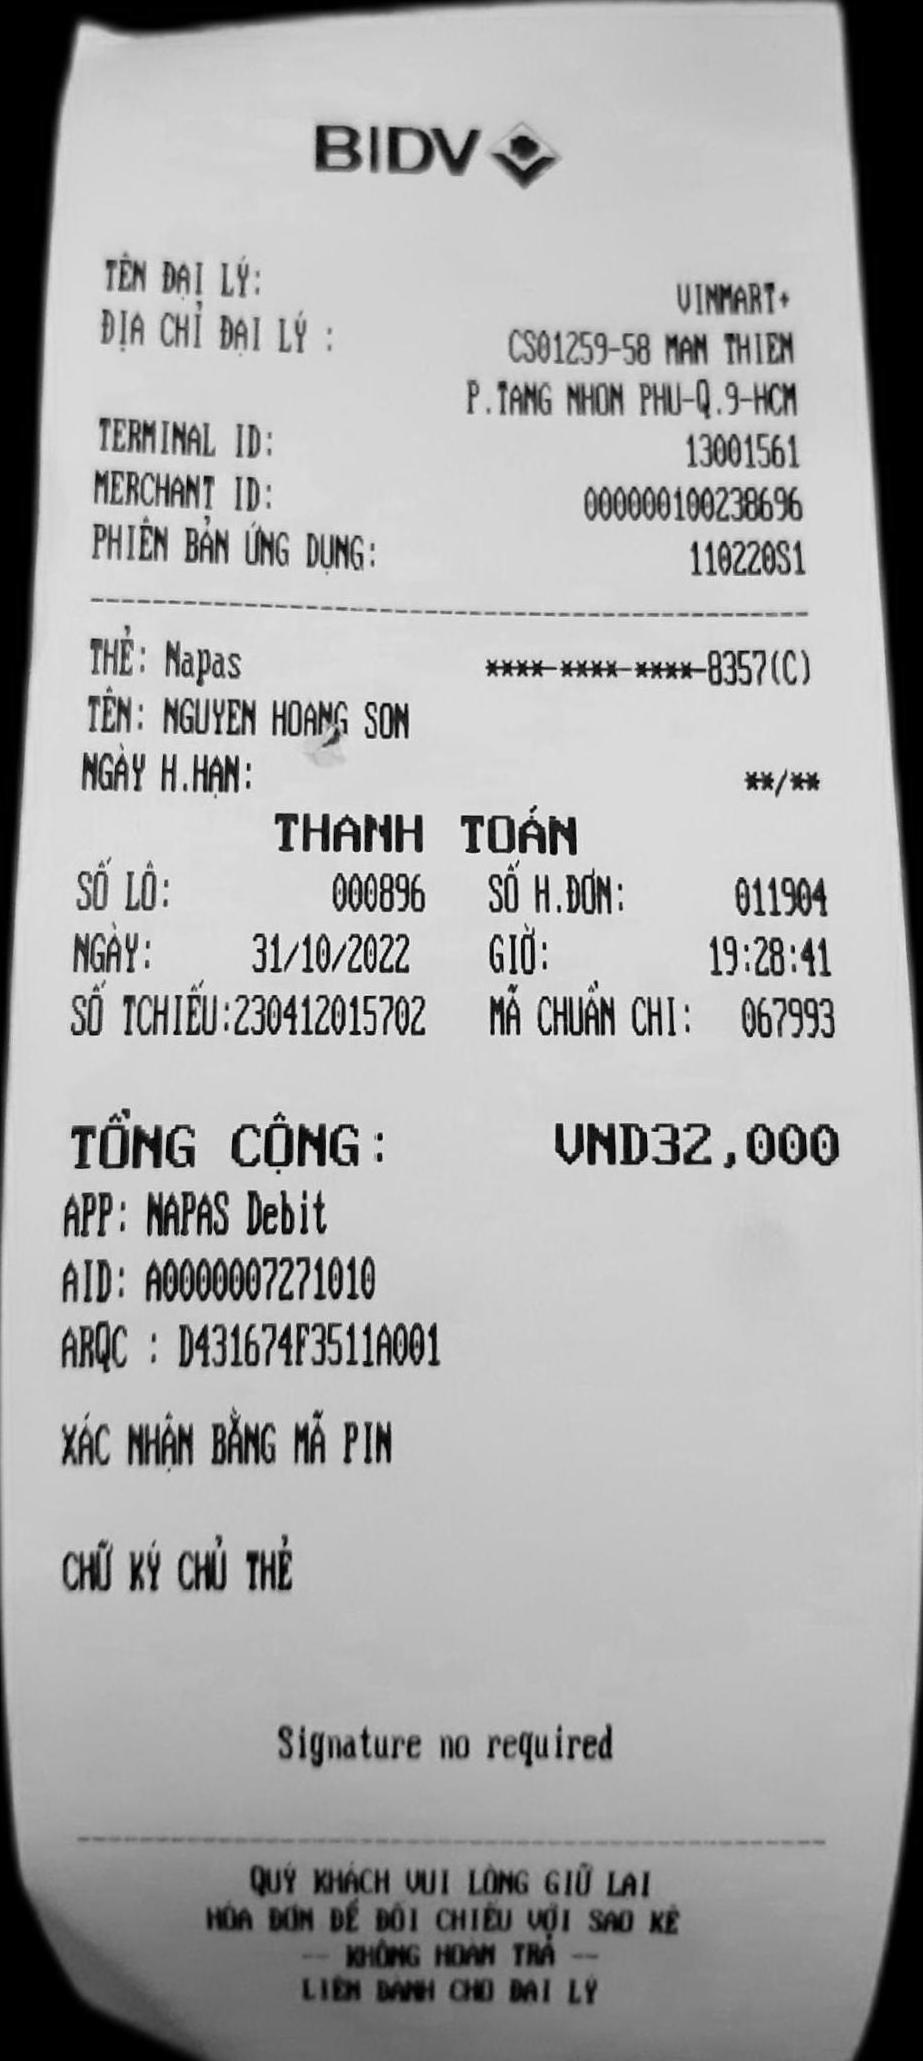 BIDV
TÊN ĐẠI LÝ: VINMART+
ĐỊA CHỈ ĐẠI LÝ : CS01259-58 MAN THIEN
P.TANG NHON PHU-Q.9-HCM
TERMINAL ID: 13001561
MERCHANT ID: 000000100238696
PHIÊN BẢN ỨNG DỤNG: 110220S1
THẺ: Napas ****-****-****-8357(C)
TÊN: NGUYEN HOANG SON
NGÀY H.HẠN: **/**
THANH TOÁN
SỐ LÔ: 000896 SỐ H.ĐƠN: 011904
NGÀY: 31/10/2022 GIỜ: 19:28:41
SỐ TCHIẾU:230412015702 MÃ CHUẨN CHI: 067993
TỔNG CỘNG: VND32,000
APP: NAPAS Debit
AID: A0000007271010
ARQC : D431674F3511A001
XÁC NHẬN BẰNG MÃ PIN
CHỮ KÝ CHỦ THẺ
Signature no required
QUÝ KHÁCH VUI LÒNG GIỮ LẠI
HÓA ĐƠN ĐỂ ĐỐI CHIẾU VỚI SAO KÊ
-- KHÔNG HOÀN TRẢ --
LIÊN DÀNH CHO ĐẠI LÝ